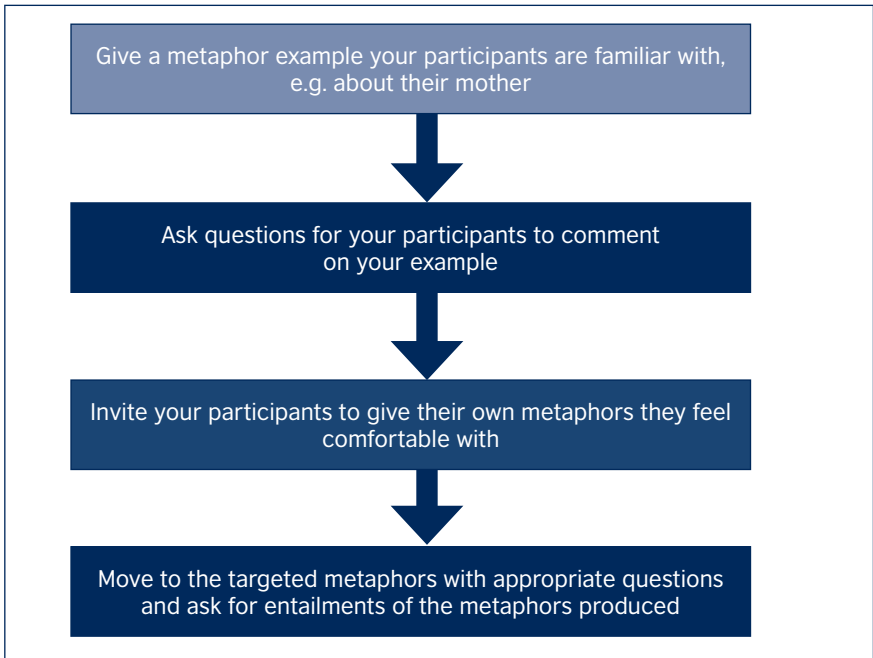 Give a metaphor example your participants are familiar with,
e.g. about their mother
Ask questions for your participants to comment
on your example
Invite your participants to give their own metaphors they feel
comfortable with
Move to the targeted metaphors with appropriate questions
and ask for entailments of the metaphors produced